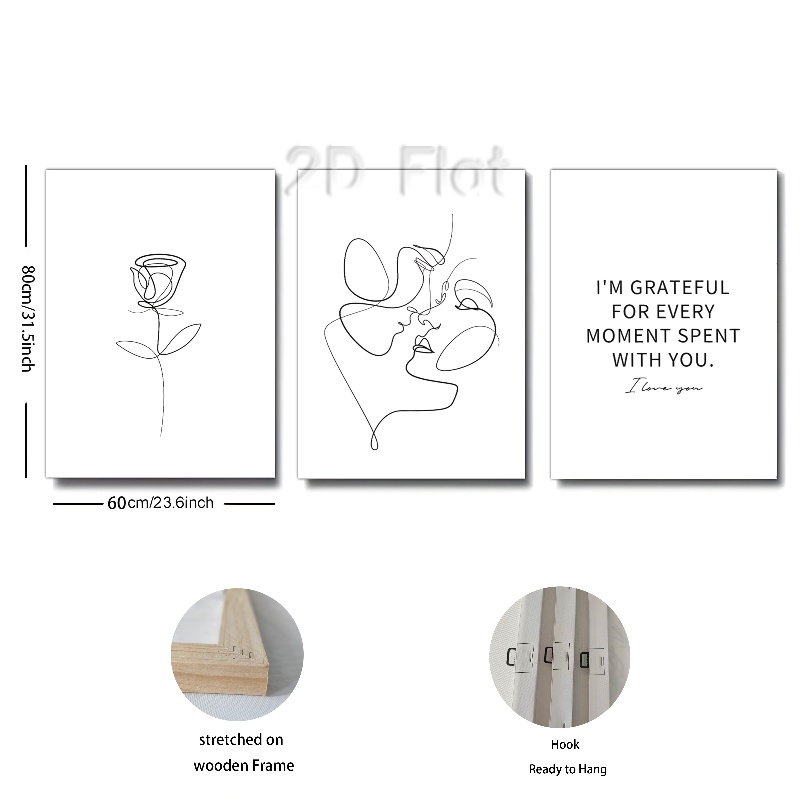 2D Flat
80cm/31.5inch
I'M GRATEFUL
FOR EVERY
MOMENT SPENT
WITH YOU.
I love you
60cm/23.6inch
stretched on
wooden Frame
Hook
Ready to Hang